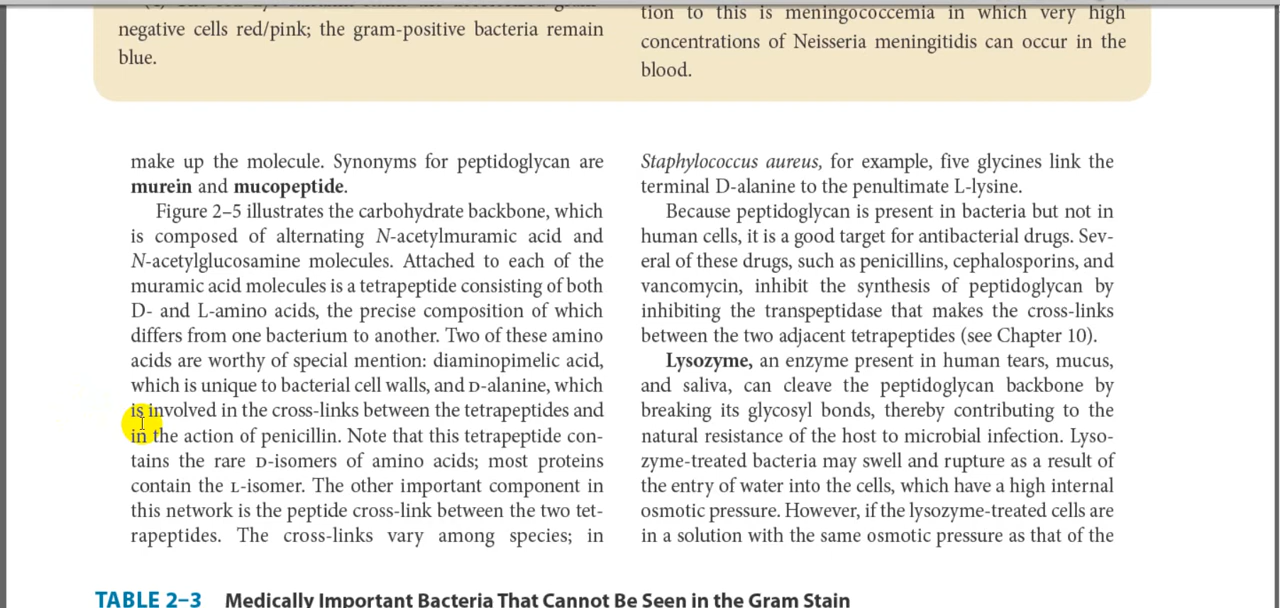 negative cells red/pink; the gram-positive bacteria remain
blue.
tion to this is meningococcemia in which very high
concentrations of Neisseria meningitidis can occur in the
blood.
make up the molecule. Synonyms for peptidoglycan are
murein and mucopeptide.
Figure 2–5 illustrates the carbohydrate backbone, which
is composed of alternating N-acetylmuramic acid and
N-acetylglucosamine molecules. Attached to each of the
muramic acid molecules is a tetrapeptide consisting of both
D- and L-amino acids, the precise composition of which
differs from one bacterium to another. Two of these amino
acids are worthy of special mention: diaminopimelic acid,
which is unique to bacterial cell walls, and D-alanine, which
is involved in the cross-links between the tetrapeptides and
in the action of penicillin. Note that this tetrapeptide con-
tains the rare D-isomers of amino acids; most proteins
contain the L-isomer. The other important component in
this network is the peptide cross-link between the two tet-
rapeptides. The cross-links vary among species; in
Staphylococcus aureus, for example, five glycines link the
terminal D-alanine to the penultimate L-lysine.
Because peptidoglycan is present in bacteria but not in
human cells, it is a good target for antibacterial drugs. Sev-
eral of these drugs, such as penicillins, cephalosporins, and
vancomycin, inhibit the synthesis of peptidoglycan by
inhibiting the transpeptidase that makes the cross-links
between the two adjacent tetrapeptides (see Chapter 10).
Lysozyme, an enzyme present in human tears, mucus,
and saliva, can cleave the peptidoglycan backbone by
breaking its glycosyl bonds, thereby contributing to the
natural resistance of the host to microbial infection. Lyso-
zyme-treated bacteria may swell and rupture as a result of
the entry of water into the cells, which have a high internal
osmotic pressure. However, if the lysozyme-treated cells are
in a solution with the same osmotic pressure as that of the
TABLE 2–3 Medically Important Bacteria That Cannot Be Seen in the Gram Stain